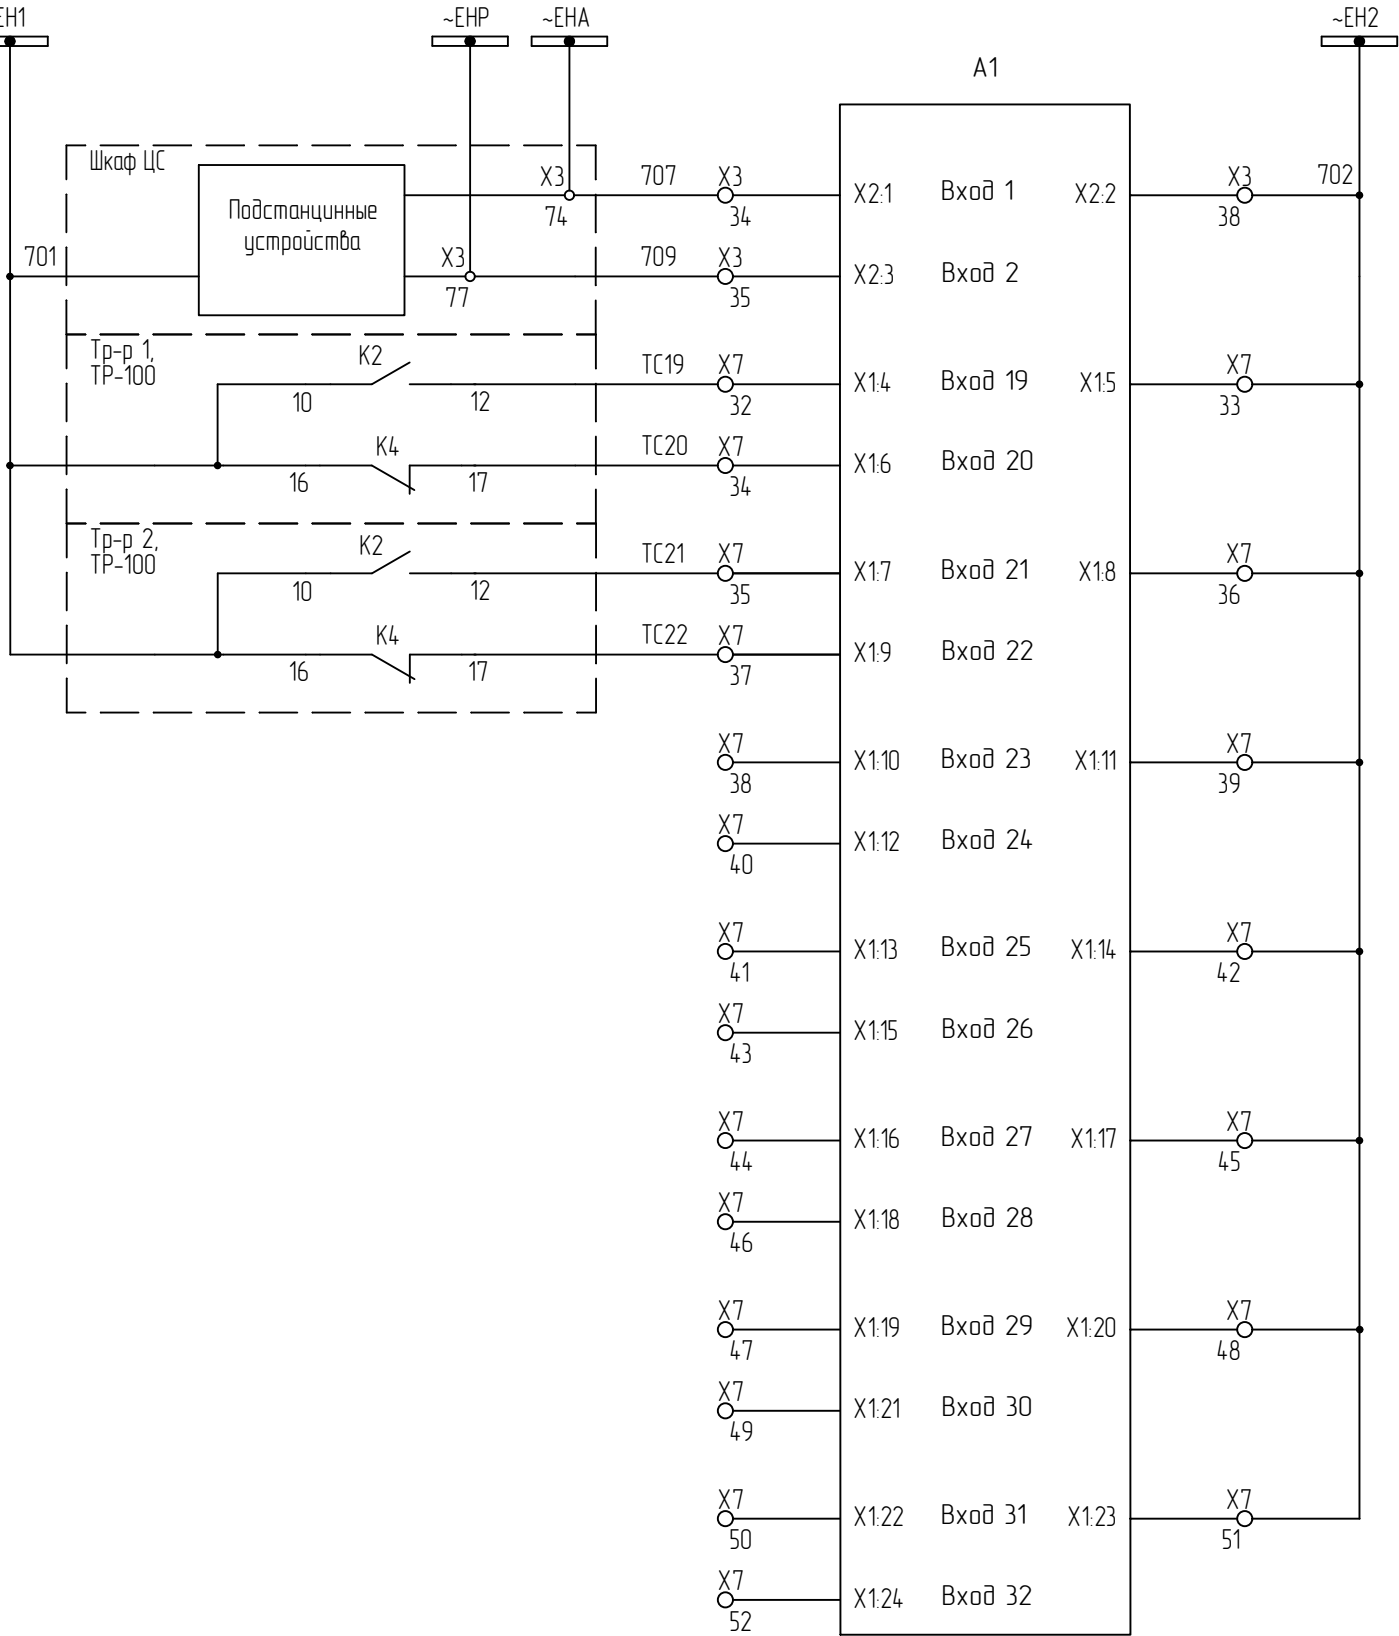 EH1
~EHP
~EHA
~EH2
A1
Шкаф ЦС
Подстанцинные
устройства
701
X3
74
707
X3
34
X2:1
Вход 1
X2:2
X3
38
702
X3
77
709
X3
35
X2:3
Вход 2
Тр-р 1,
ТР-100
K2
10
12
TC19
X7
32
X1:4
Вход 19
X1:5
X7
33
K4
16
17
TC20
X7
34
X1:6
Вход 20
Тр-р 2,
ТР-100
K2
10
12
TC21
X7
35
X1:7
Вход 21
X1:8
X7
36
K4
16
17
TC22
X7
37
X1:9
Вход 22
X7
38
X1:10
Вход 23
X1:11
X7
39
X7
40
X1:12
Вход 24
X7
41
X1:13
Вход 25
X1:14
X7
42
X7
43
X1:15
Вход 26
X7
44
X1:16
Вход 27
X1:17
X7
45
X7
46
X1:18
Вход 28
X7
47
X1:19
Вход 29
X1:20
X7
48
X7
49
X1:21
Вход 30
X7
50
X1:22
Вход 31
X1:23
X7
51
X7
52
X1:24
Вход 32